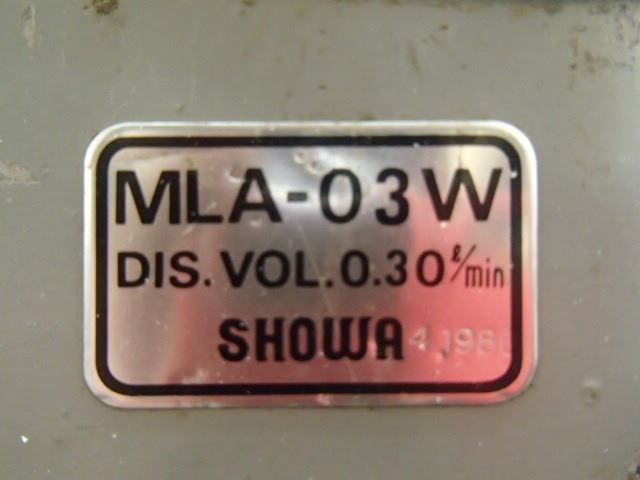 MLA-03W
DIS. VOL. 0.30 ℓ/min
SHOWA